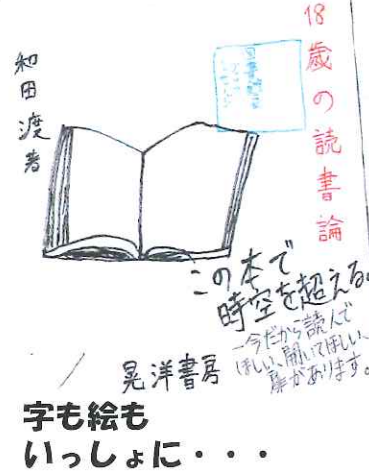 18歳の読書論
和田 渡 著
この本で
時空を超える。
今だから読んで
ほしい、開いてほしい、
扉があります。
晃洋書房
字も絵も
いっしょに・・・